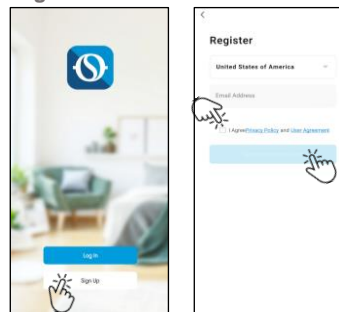 Log In
Sign Up
Register
United States of America
Email Address
I Agree Privacy Policy and User Agreement